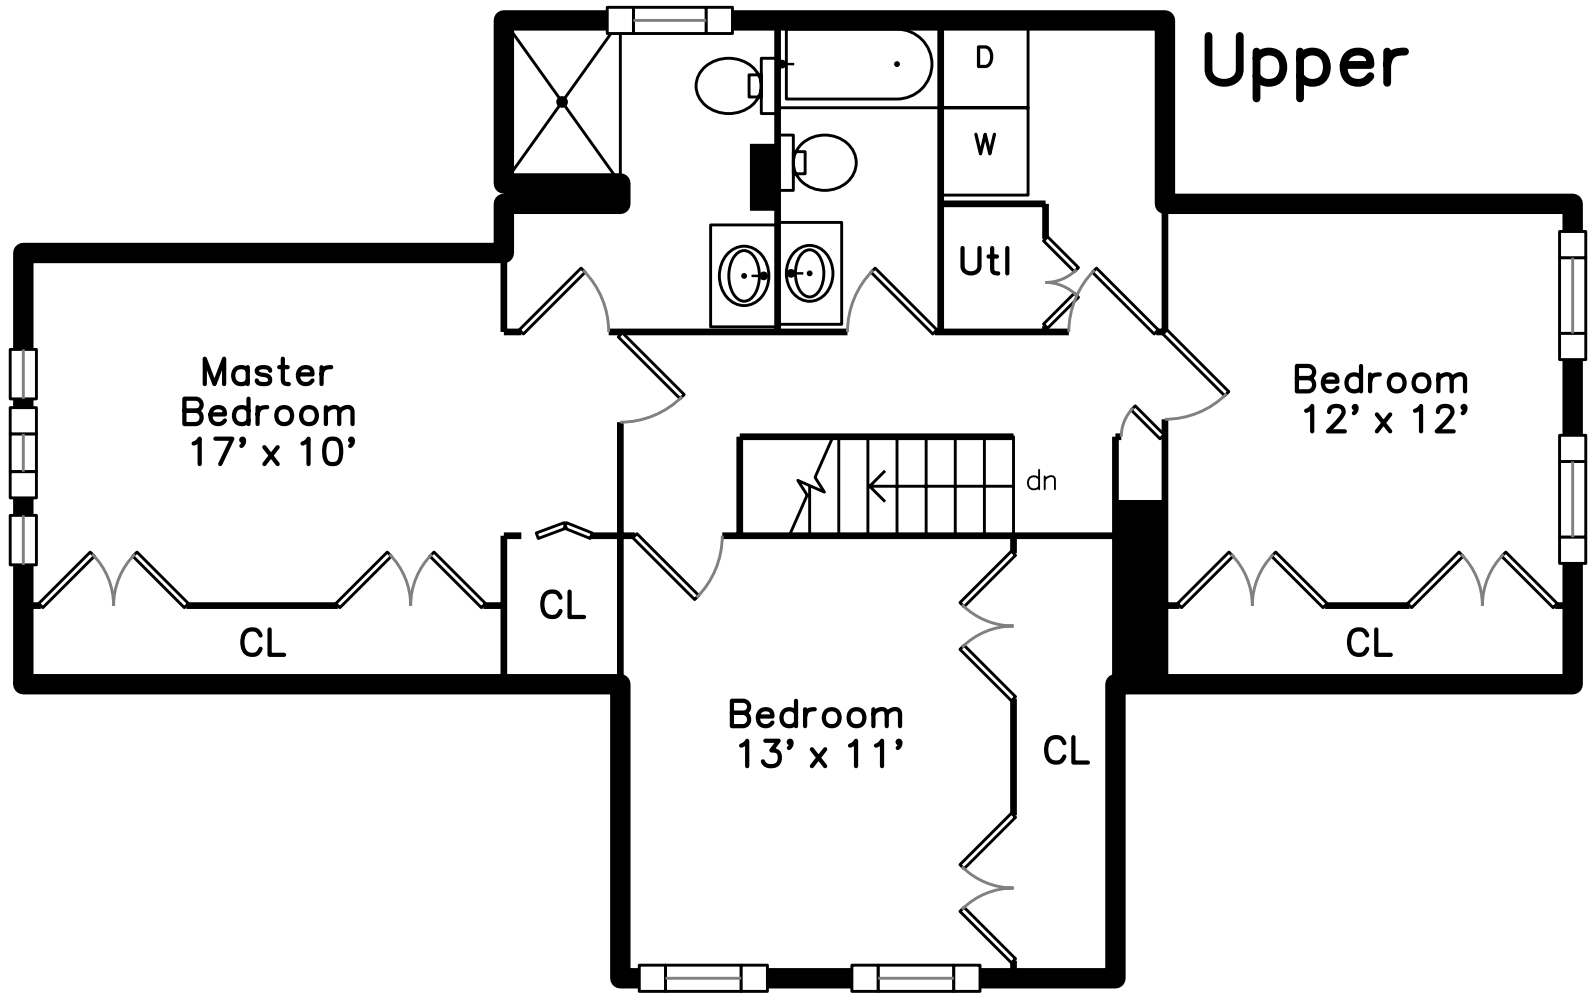 Upper
D
W
Utl
Master
Bedroom
17' x 10'
Bedroom
12' x 12'
dn
CL
CL
CL
Bedroom
13' x 11'
CL